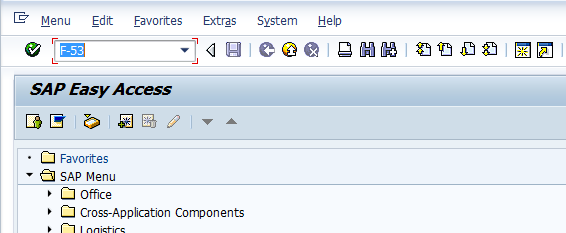 Menu Edit Favorites Extras System Help
F-53
SAP Easy Access
Favorites
SAP Menu
Office
Cross-Application Components
Logistics